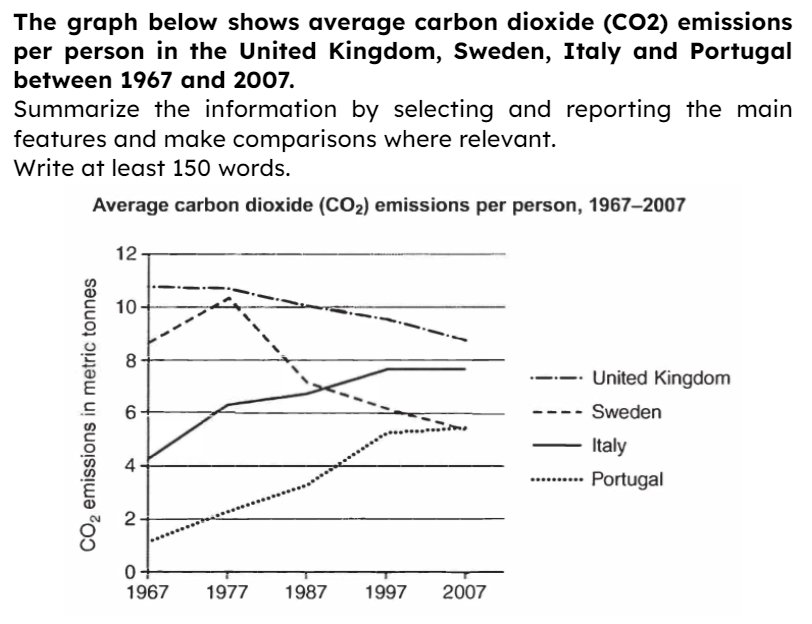 The graph below shows average carbon dioxide (CO2) emissions
per person in the United Kingdom, Sweden, Italy and Portugal
between 1967 and 2007.
Summarize the information by selecting and reporting the main
features and make comparisons where relevant.
Write at least 150 words.
Average carbon dioxide (CO₂) emissions per person, 1967–2007
CO₂ emissions in metric tonnes
12
10
8
6
4
2
0
1967 1977 1987 1997 2007
United Kingdom
Sweden
Italy
Portugal